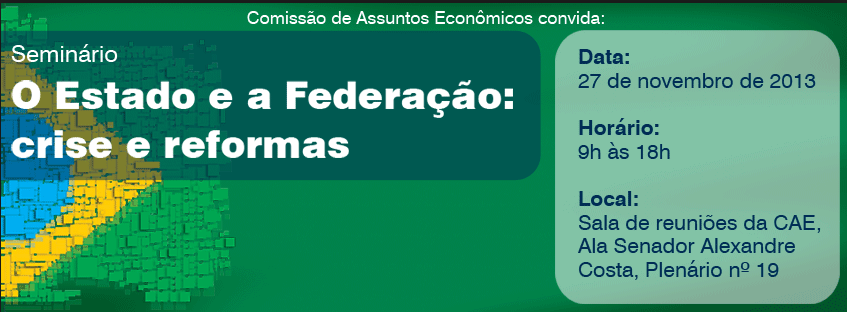 Comissão de Assuntos Econômicos convida:
Seminário
O Estado e a Federação:
crise e reformas
Data:
27 de novembro de 2013
Horário:
9h às 18h
Local:
Sala de reuniões da CAE,
Ala Senador Alexandre
Costa, Plenário nº 19